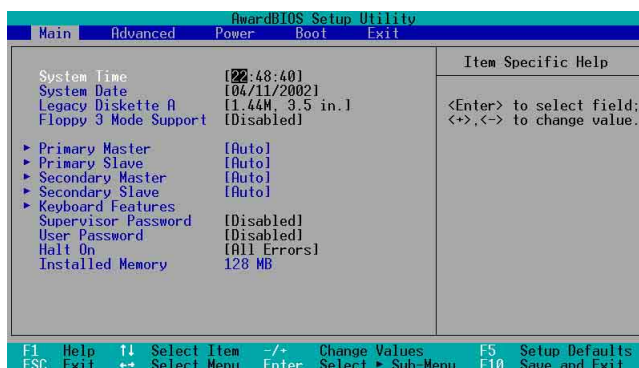 AwardBIOS Setup Utility
Main Advanced Power Boot Exit
Item Specific Help
System Time [22:48:40]
System Date [04/11/2002]
Legacy Diskette A [1.44M, 3.5 in.]
Floppy 3 Mode Support [Disabled]
<Enter> to select field;
<+>,<-> to change value.
▶ Primary Master [Auto]
▶ Primary Slave [Auto]
▶ Secondary Master [Auto]
▶ Secondary Slave [Auto]
▶ Keyboard Features
Supervisor Password [Disabled]
User Password [Disabled]
Halt On [All Errors]
Installed Memory 128 MB
F1 Help ↑↓ Select Item -/+ Change Values F5 Setup Defaults
ESC Exit ←→ Select Menu Enter Select ▶ Sub-Menu F10 Save and Exit